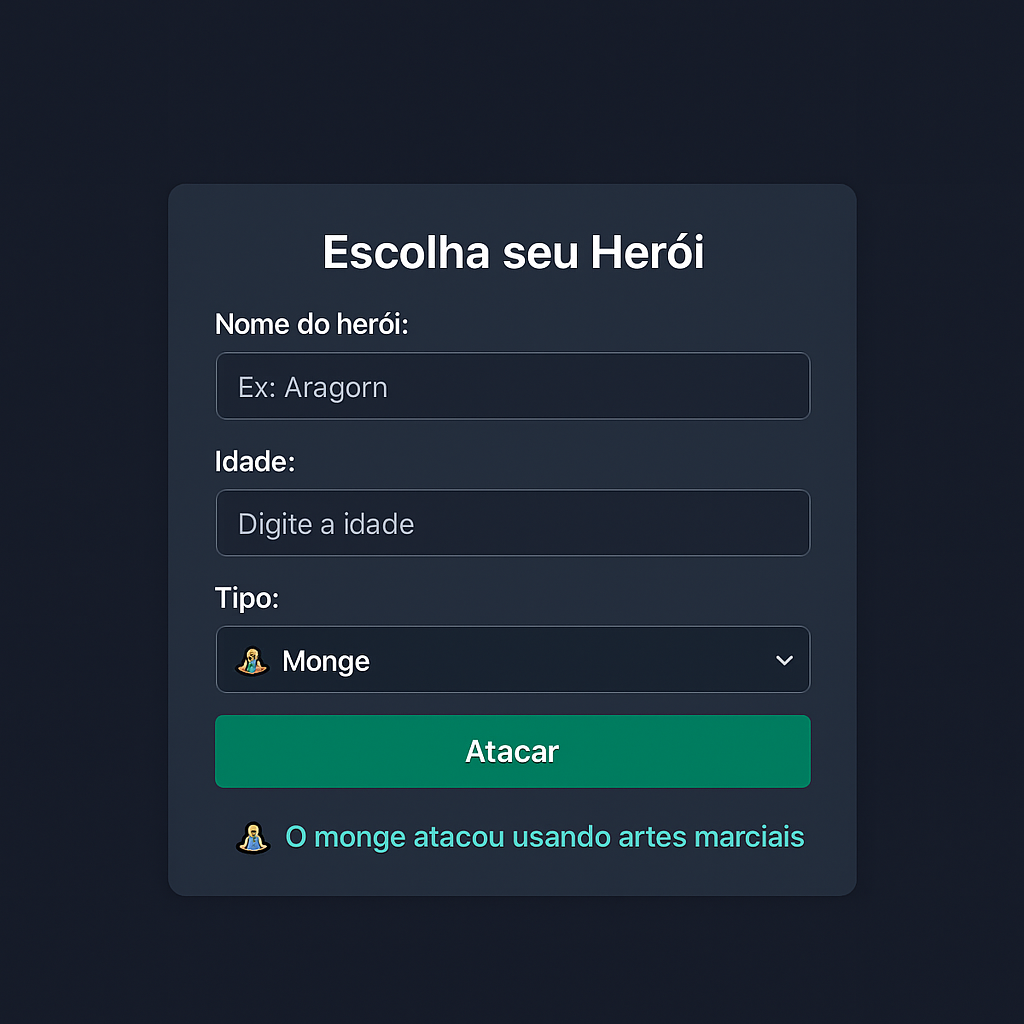 Escolha seu Herói
Nome do herói:
Ex: Aragorn
Idade:
Digite a idade
Tipo:
Monge
Atacar
O monge atacou usando artes marciais